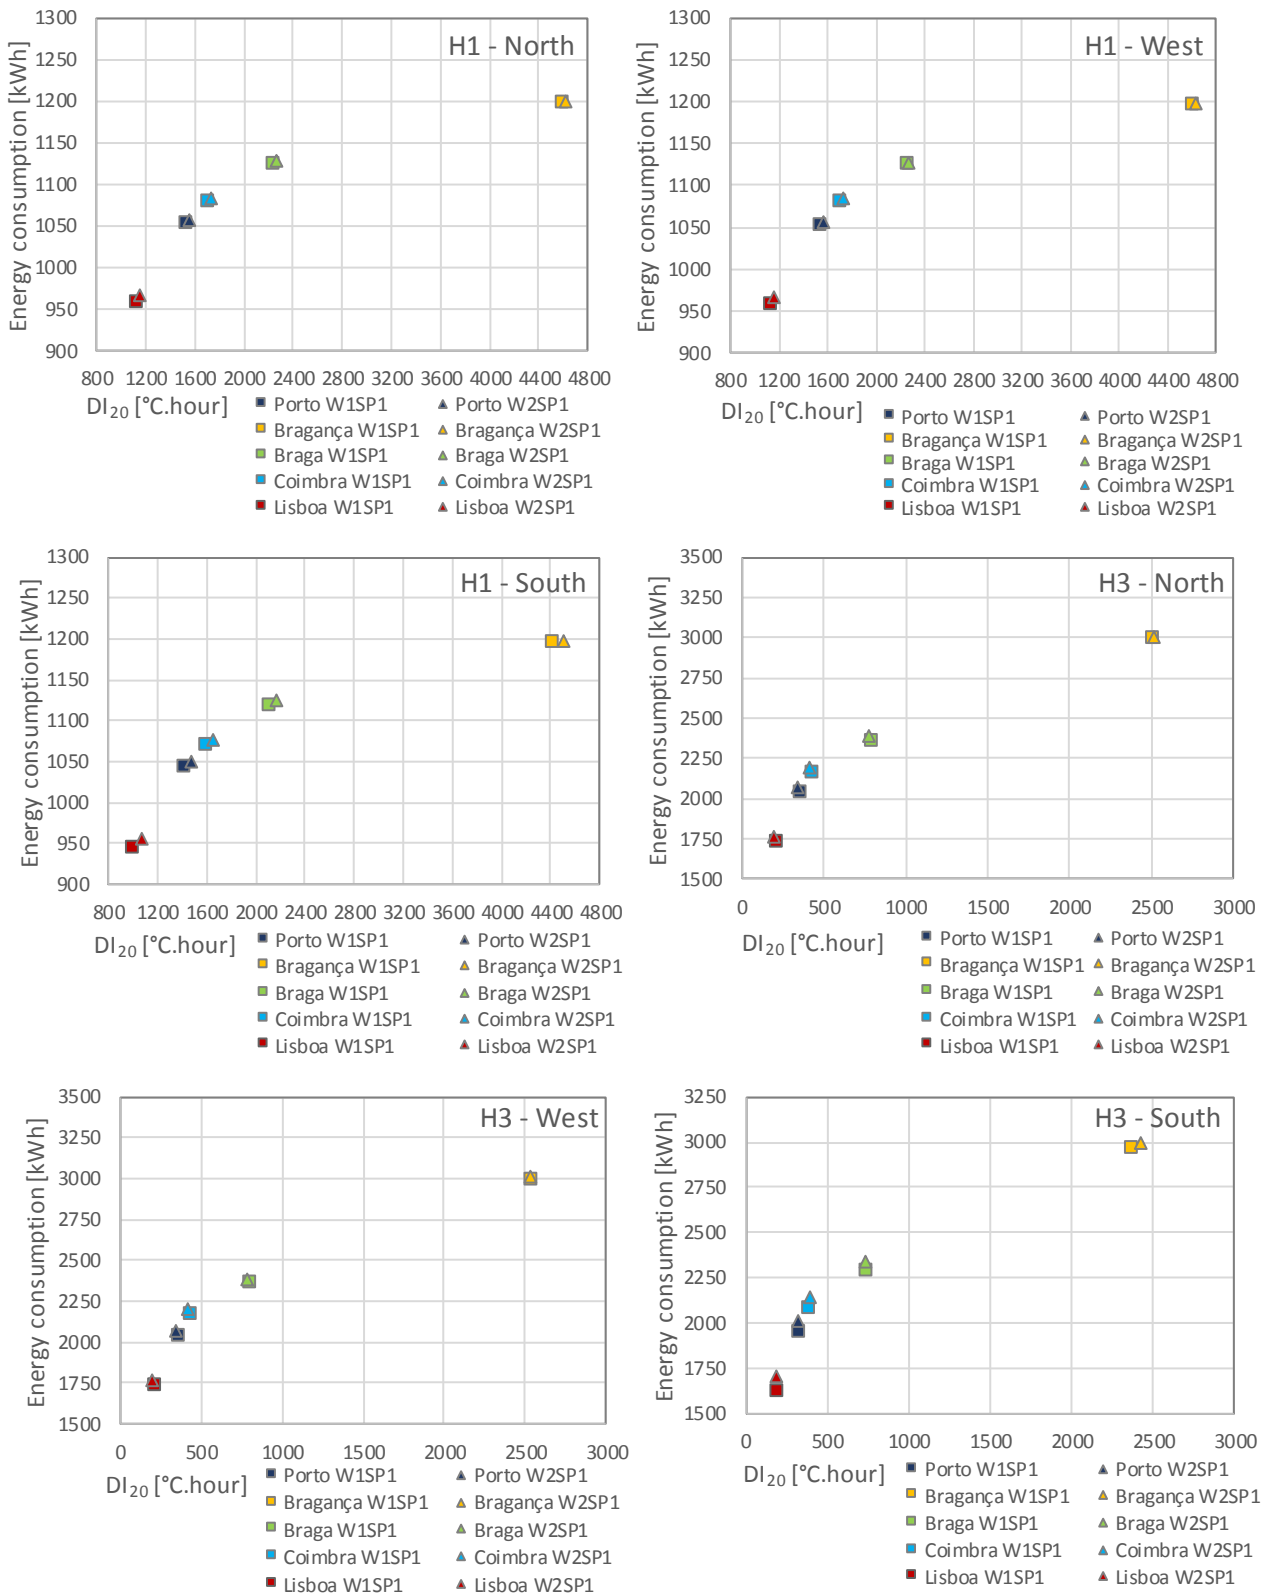 H1 - North
Energy consumption [kWh]
1300
1250
1200
1150
1100
1050
1000
950
900
800 1200 1600 2000 2400 2800 3200 3600 4000 4400 4800
DI20 [°C.hour]
Porto W1SP1 Porto W2SP1
Bragança W1SP1 Bragança W2SP1
Braga W1SP1 Braga W2SP1
Coimbra W1SP1 Coimbra W2SP1
Lisboa W1SP1 Lisboa W2SP1
H1 - West
Energy consumption [kWh]
1300
1250
1200
1150
1100
1050
1000
950
900
800 1200 1600 2000 2400 2800 3200 3600 4000 4400 4800
DI20 [°C.hour]
Porto W1SP1 Porto W2SP1
Bragança W1SP1 Bragança W2SP1
Braga W1SP1 Braga W2SP1
Coimbra W1SP1 Coimbra W2SP1
Lisboa W1SP1 Lisboa W2SP1
H1 - South
Energy consumption [kWh]
1300
1250
1200
1150
1100
1050
1000
950
900
800 1200 1600 2000 2400 2800 3200 3600 4000 4400 4800
DI20 [°C.hour]
Porto W1SP1 Porto W2SP1
Bragança W1SP1 Bragança W2SP1
Braga W1SP1 Braga W2SP1
Coimbra W1SP1 Coimbra W2SP1
Lisboa W1SP1 Lisboa W2SP1
H3 - North
Energy consumption [kWh]
3500
3250
3000
2750
2500
2250
2000
1750
1500
0 500 1000 1500 2000 2500 3000
DI20 [°C.hour]
Porto W1SP1 Porto W2SP1
Bragança W1SP1 Bragança W2SP1
Braga W1SP1 Braga W2SP1
Coimbra W1SP1 Coimbra W2SP1
Lisboa W1SP1 Lisboa W2SP1
H3 - West
Energy consumption [kWh]
3500
3250
3000
2750
2500
2250
2000
1750
1500
0 500 1000 1500 2000 2500 3000
DI20 [°C.hour]
Porto W1SP1 Porto W2SP1
Bragança W1SP1 Bragança W2SP1
Braga W1SP1 Braga W2SP1
Coimbra W1SP1 Coimbra W2SP1
Lisboa W1SP1 Lisboa W2SP1
H3 - South
Energy consumption [kWh]
3250
3000
2750
2500
2250
2000
1750
1500
0 500 1000 1500 2000 2500 3000
DI20 [°C.hour]
Porto W1SP1 Porto W2SP1
Bragança W1SP1 Bragança W2SP1
Braga W1SP1 Braga W2SP1
Coimbra W1SP1 Coimbra W2SP1
Lisboa W1SP1 Lisboa W2SP1